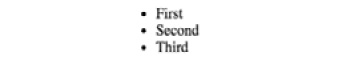 • First
• Second
• Third